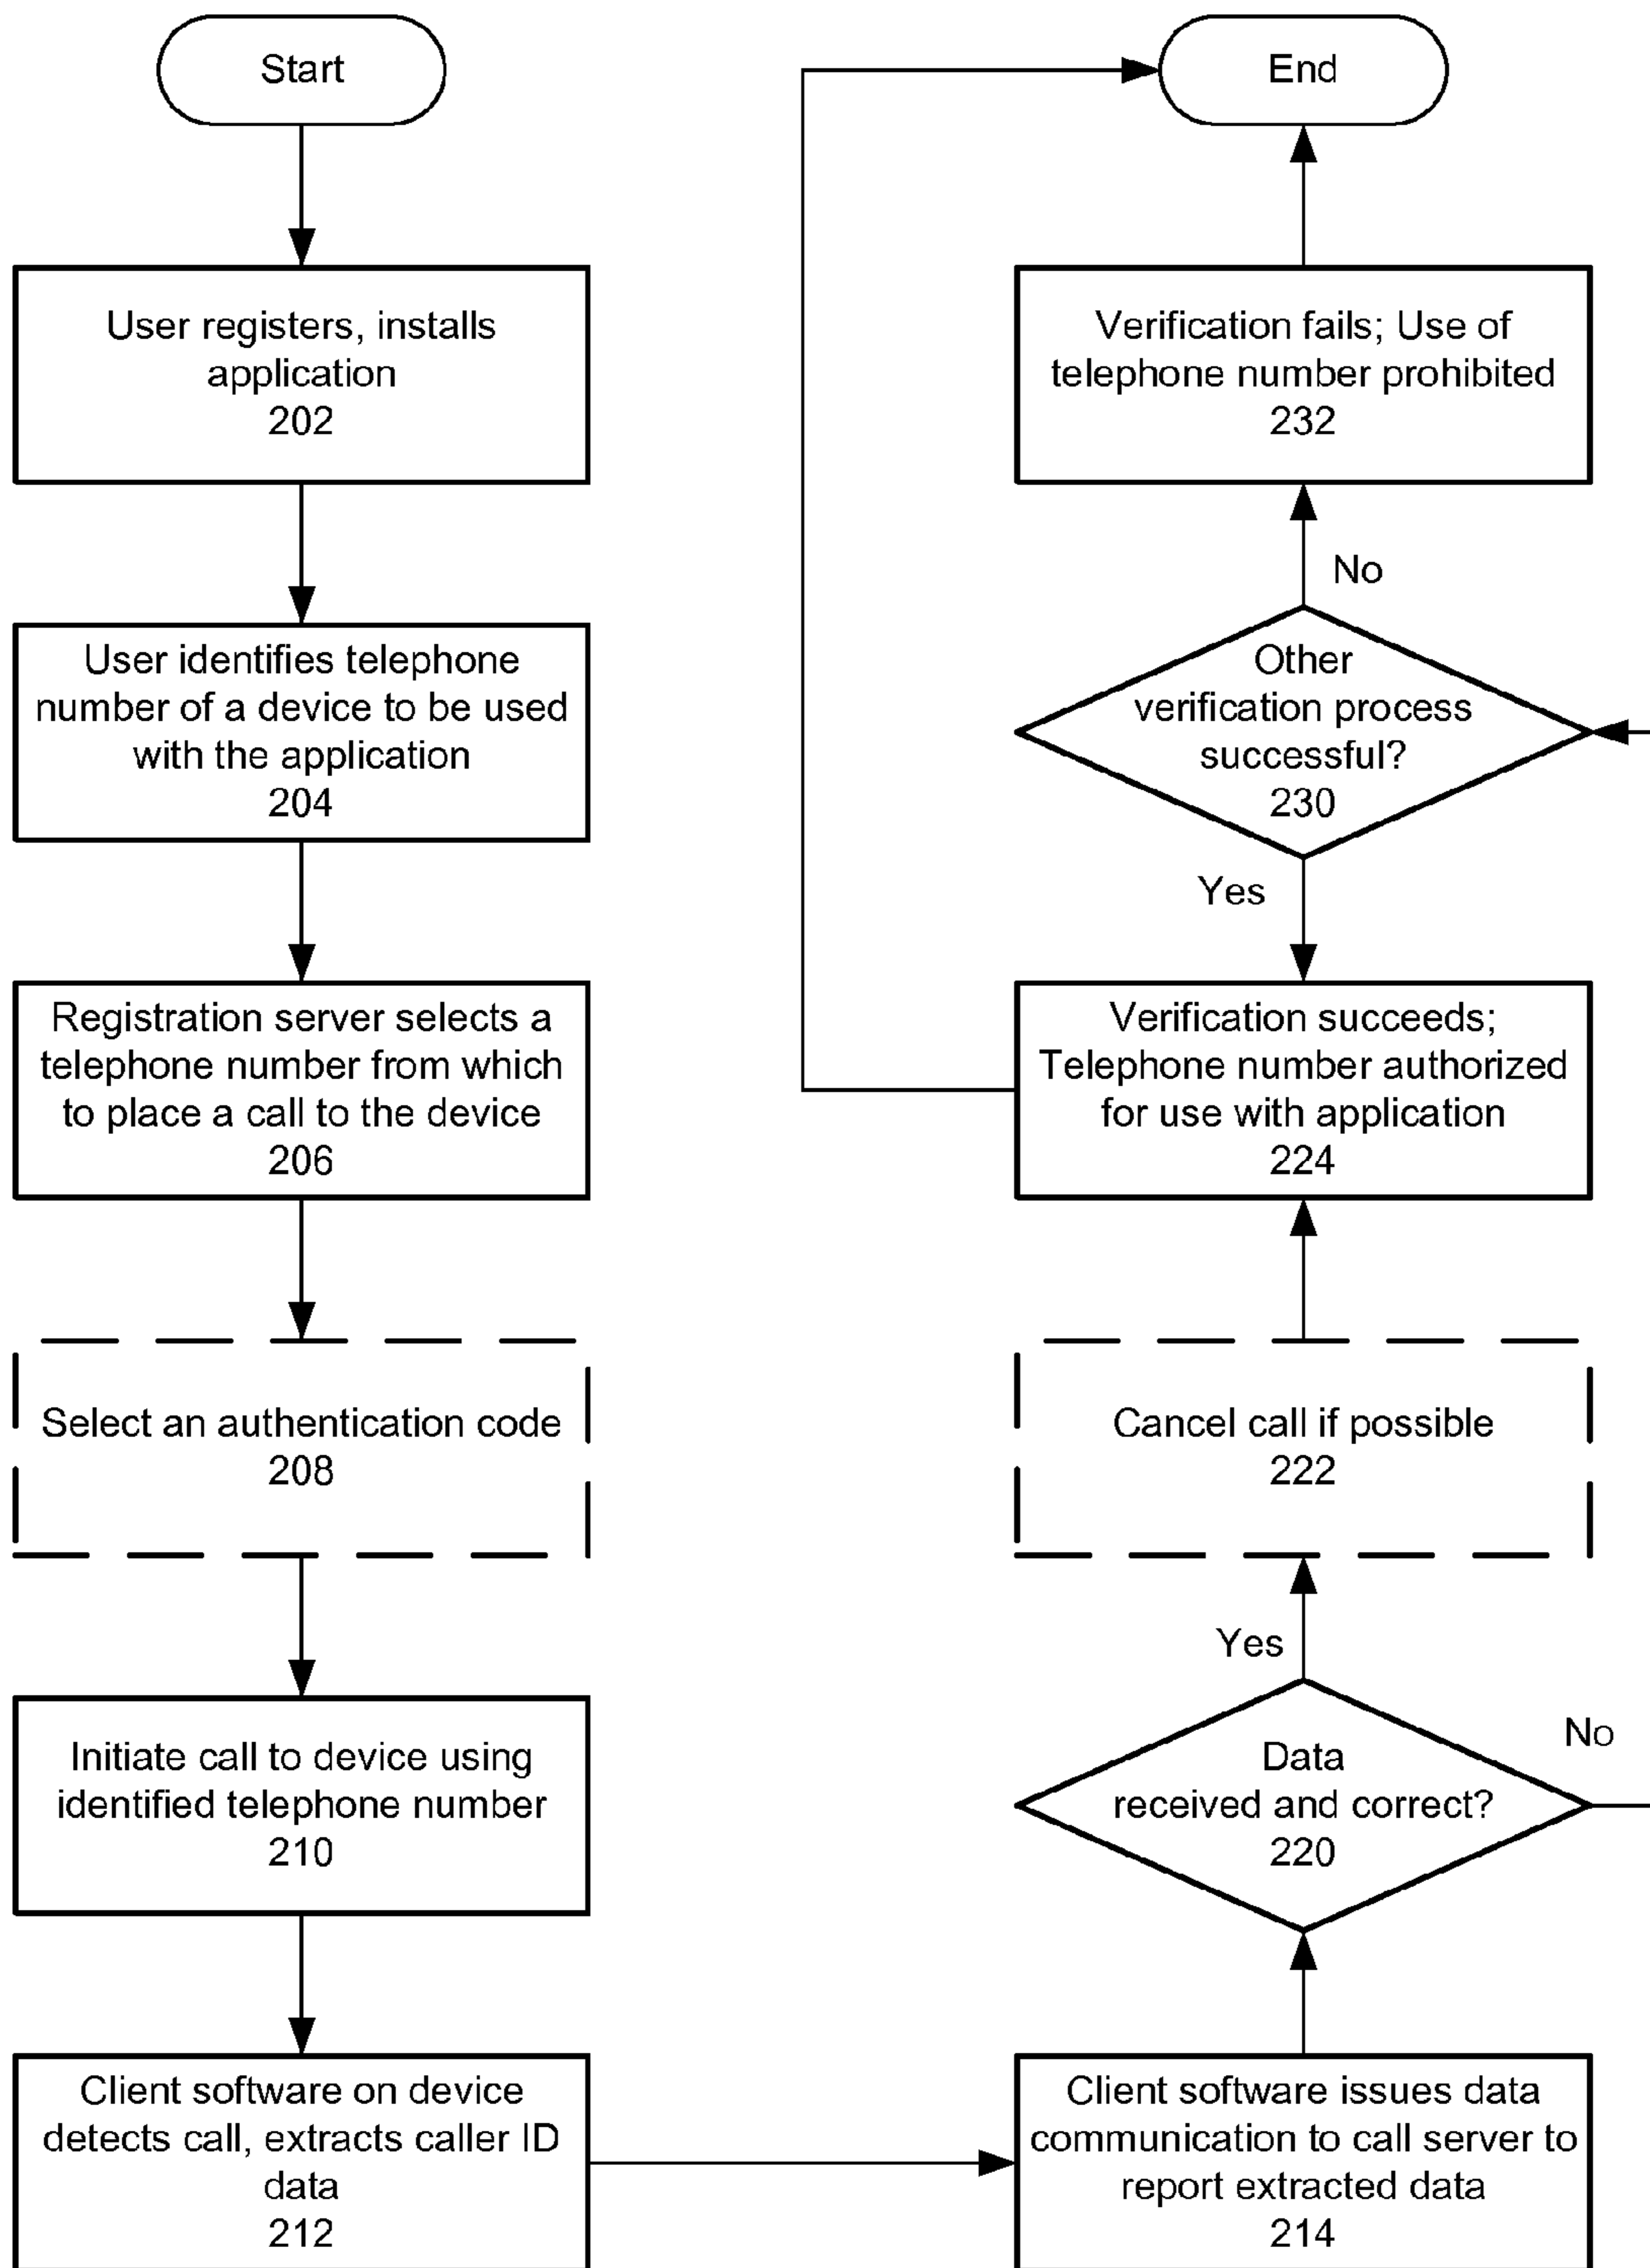 Start
User registers, installs
application
202
User identifies telephone
number of a device to be used
with the application
204
Registration server selects a
telephone number from which
to place a call to the device
206
Select an authentication code
208
Initiate call to device using
identified telephone number
210
Client software on device
detects call, extracts caller ID
data
212
Client software issues data
communication to call server to
report extracted data
214
Data
received and correct?
220
Yes
No
Cancel call if possible
222
Verification succeeds;
Telephone number authorized
for use with application
224
Other
verification process
successful?
230
Yes
No
Verification fails; Use of
telephone number prohibited
232
End